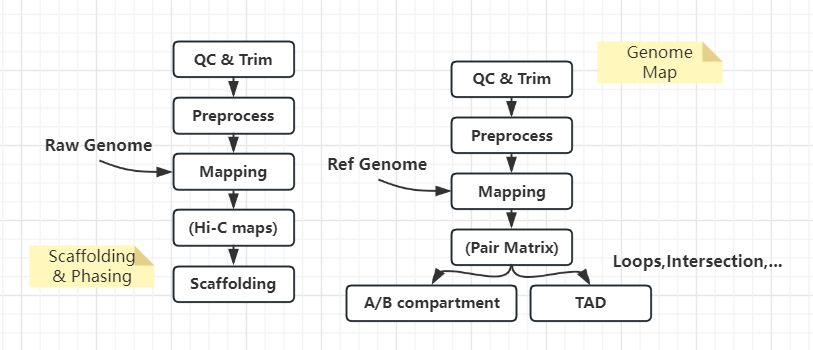 QC & Trim
Preprocess
Raw Genome
Mapping
(Hi-C maps)
Scaffolding
& Phasing
Scaffolding
Genome
Map
QC & Trim
Preprocess
Ref Genome
Mapping
(Pair Matrix)
Loops,Intersection,...
A/B compartment
TAD